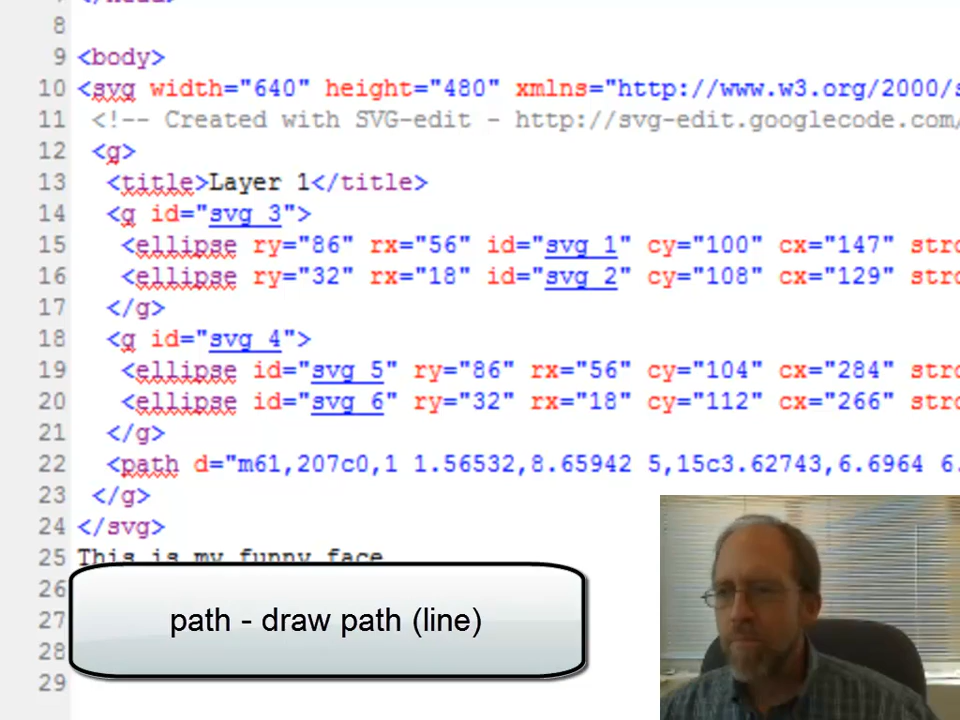 8
9 <body>
10 <svg width="640" height="480" xmlns="http://www.w3.org/2000/s
11 <!-- Created with SVG-edit - http://svg-edit.googlecode.com/
12 <g>
13 <title>Layer 1</title>
14 <g id="svg_3">
15 <ellipse ry="86" rx="56" id="svg_1" cy="100" cx="147" stro
16 <ellipse ry="32" rx="18" id="svg_2" cy="108" cx="129" stro
17 </g>
18 <g id="svg_4">
19 <ellipse id="svg_5" ry="86" rx="56" cy="104" cx="284" stro
20 <ellipse id="svg_6" ry="32" rx="18" cy="112" cx="266" stro
21 </g>
22 <path d="m61,207c0,1 1.56532,8.65942 5,15c3.62743,6.6964 6.
23 </g>
24 </svg>
25 This is my funny face
26
27
28
29
path - draw path (line)